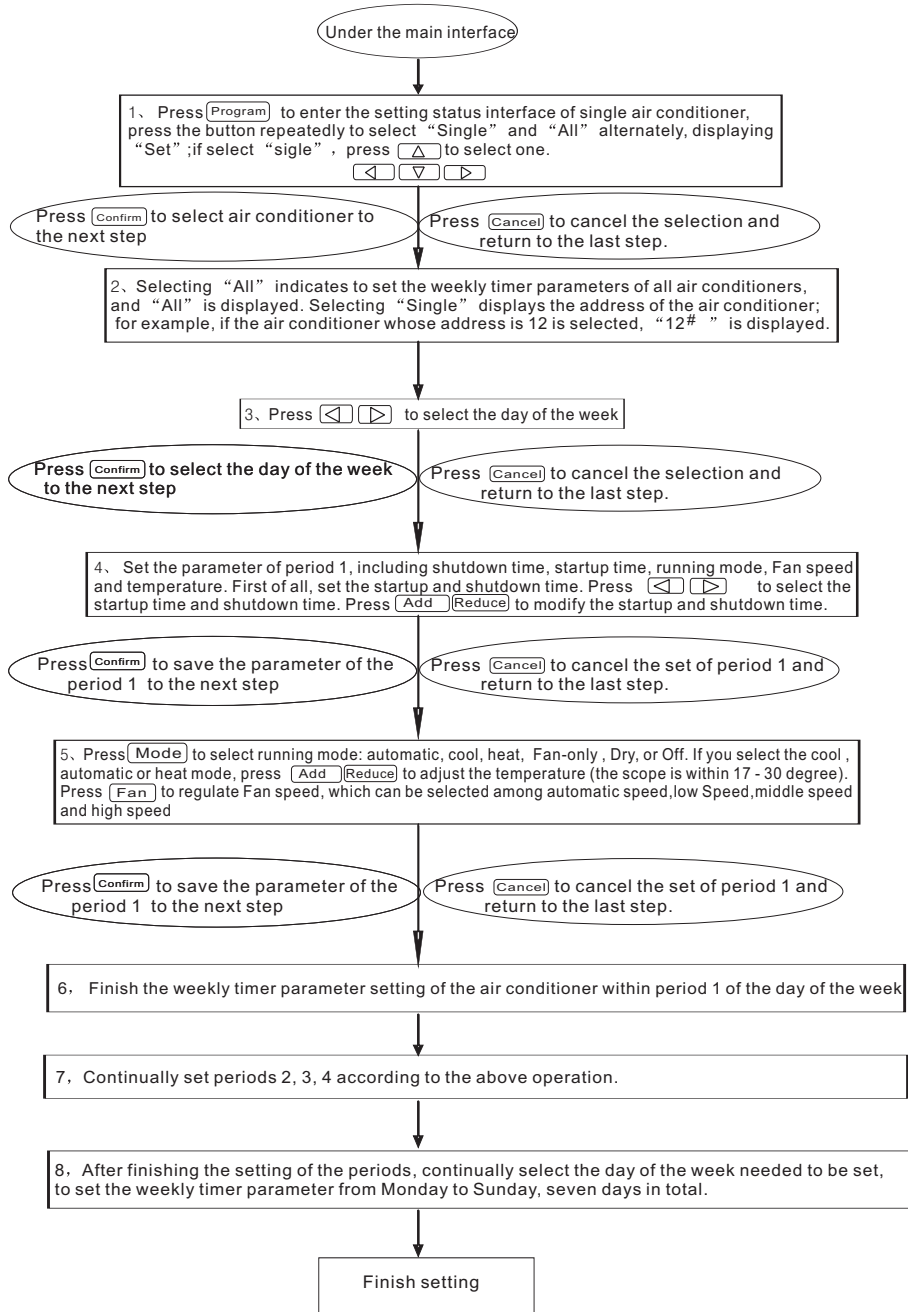 Under the main interface
1、 Press Program to enter the setting status interface of single air conditioner,
press the button repeatedly to select “Single” and “All” alternately, displaying
“Set” ;if select “sigle” , press △ to select one.
◁ ▽ ▷
Press Confirm to select air conditioner to
the next step
Press Cancel to cancel the selection and
return to the last step.
2、Selecting “All” indicates to set the weekly timer parameters of all air conditioners,
and “All” is displayed. Selecting “Single” displays the address of the air conditioner;
for example, if the air conditioner whose address is 12 is selected, “12# ” is displayed.
3、Press ◁ ▷ to select the day of the week
Press Confirm to select the day of the week
to the next step
Press Cancel to cancel the selection and
return to the last step.
4、 Set the parameter of period 1, including shutdown time, startup time, running mode, Fan speed
and temperature. First of all, set the startup and shutdown time. Press ◁ ▷ to select the
startup time and shutdown time. Press Add Reduce to modify the startup and shutdown time.
Press Confirm to save the parameter of the
period 1 to the next step
Press Cancel to cancel the set of period 1 and
return to the last step.
5、Press Mode to select running mode: automatic, cool, heat, Fan-only , Dry, or Off. If you select the cool ,
automatic or heat mode, press Add Reduce to adjust the temperature (the scope is within 17 - 30 degree).
Press Fan to regulate Fan speed, which can be selected among automatic speed,low Speed,middle speed
and high speed
Press Confirm to save the parameter of the
period 1 to the next step
Press Cancel to cancel the set of period 1 and
return to the last step.
6， Finish the weekly timer parameter setting of the air conditioner within period 1 of the day of the week
7，Continually set periods 2, 3, 4 according to the above operation.
8，After finishing the setting of the periods, continually select the day of the week needed to be set,
to set the weekly timer parameter from Monday to Sunday, seven days in total.
Finish setting